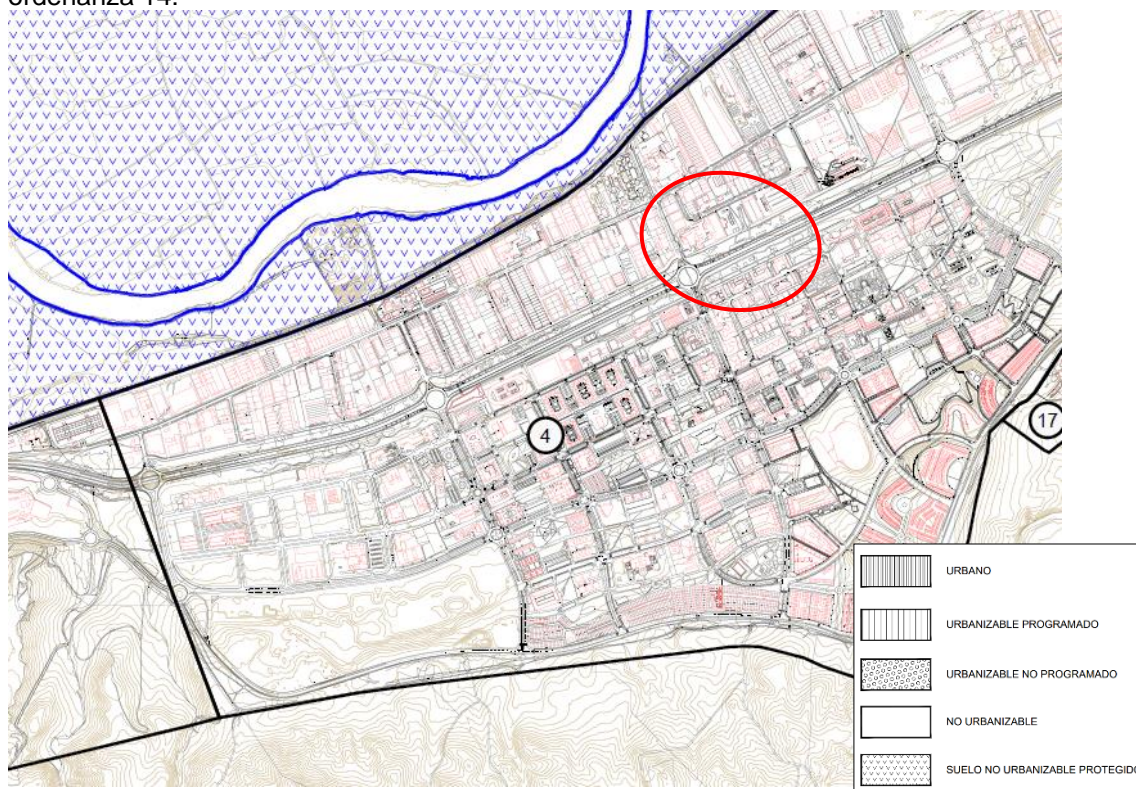 ordenanza 14.
4
17
URBANO
URBANIZABLE PROGRAMADO
URBANIZABLE NO PROGRAMADO
NO URBANIZABLE
SUELO NO URBANIZABLE PROTEGIDO